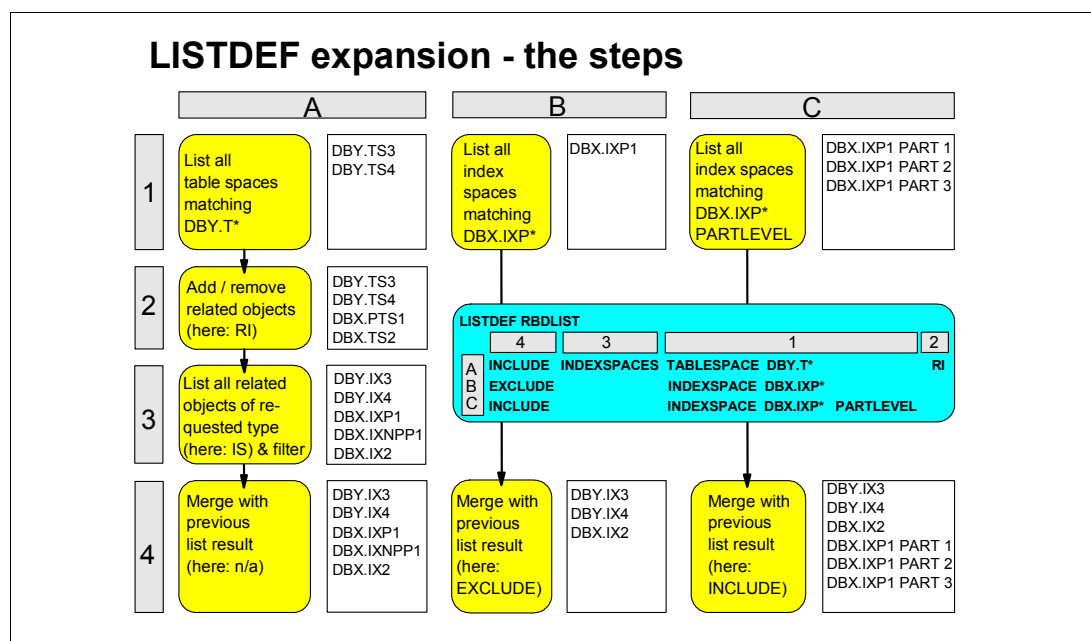 LISTDEF expansion - the steps
A
B
C
1
List all
table spaces
matching
DBY.T*
DBY.TS3
DBY.TS4
List all
index
spaces
matching
DBX.IXP*
DBX.IXP1
List all
index spaces
matching
DBX.IXP*
PARTLEVEL
DBX.IXP1 PART 1
DBX.IXP1 PART 2
DBX.IXP1 PART 3
2
Add / remove
related objects
(here: RI)
DBY.TS3
DBY.TS4
DBX.PTS1
DBX.TS2
LISTDEF RBDLIST
4 3 1 2
A INCLUDE INDEXSPACES TABLESPACE DBY.T* RI
B EXCLUDE INDEXSPACE DBX.IXP*
C INCLUDE INDEXSPACE DBX.IXP* PARTLEVEL
3
List all related
objects of re-
quested type
(here: IS) & filter
DBY.IX3
DBY.IX4
DBX.IXP1
DBX.IXNPP1
DBX.IX2
4
Merge with
previous
list result
(here: n/a)
DBY.IX3
DBY.IX4
DBX.IXP1
DBX.IXNPP1
DBX.IX2
Merge with
previous
list result
(here:
EXCLUDE)
DBY.IX3
DBY.IX4
DBX.IX2
Merge with
previous
list result
(here:
INCLUDE)
DBY.IX3
DBY.IX4
DBX.IX2
DBX.IXP1 PART 1
DBX.IXP1 PART 2
DBX.IXP1 PART 3